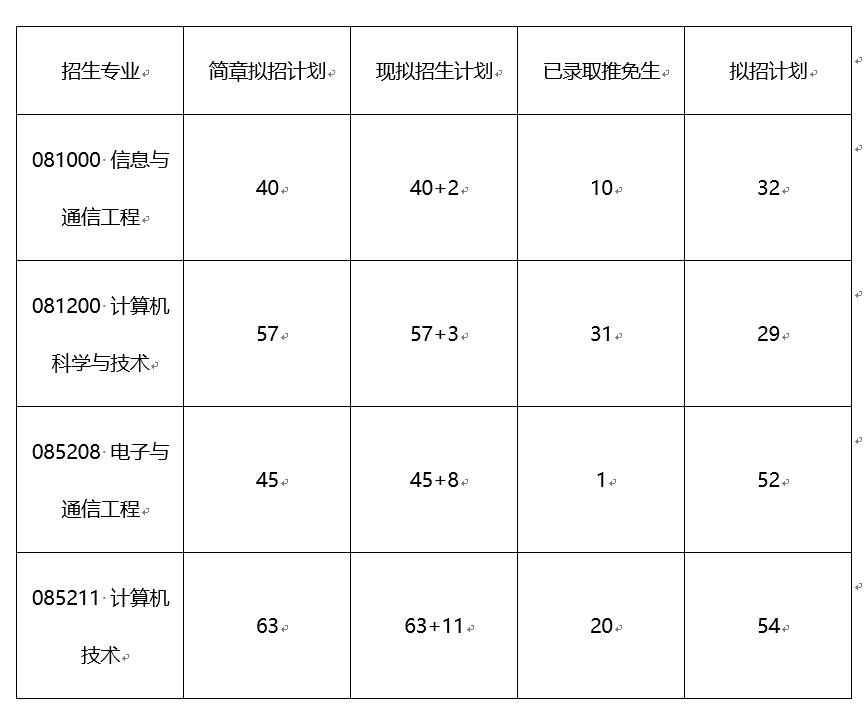 招生专业 简章拟招计划 现拟招生计划 已录取推免生 拟招计划
081000 信息与
通信工程
40 40+2 10 32
081200 计算机
科学与技术
57 57+3 31 29
085208 电子与
通信工程
45 45+8 1 52
085211 计算机
技术
63 63+11 20 54